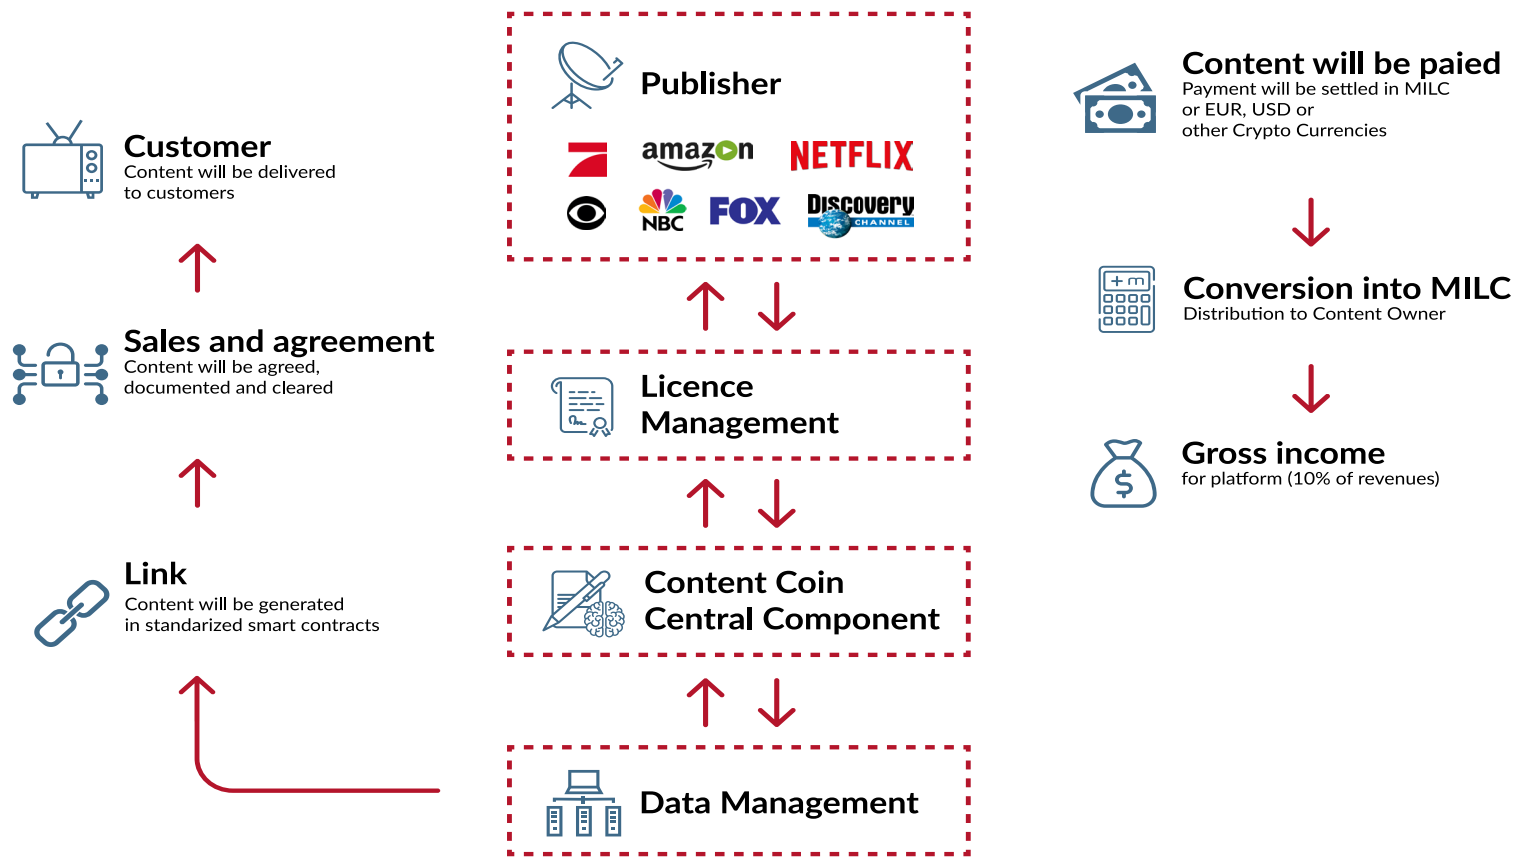 Customer
Content will be delivered
to customers
Sales and agreement
Content will be agreed,
documented and cleared
Link
Content will be generated
in standarized smart contracts
Publisher
7
amazon
NETFLIX
NBC
FOX
Discovery
CHANNEL
Licence
Management
Content Coin
Central Component
Data Management
Content will be paied
Payment will be settled in MILC
or EUR, USD or
other Crypto Currencies
+ m
Conversion into MILC
Distribution to Content Owner
$
Gross income
for platform (10% of revenues)